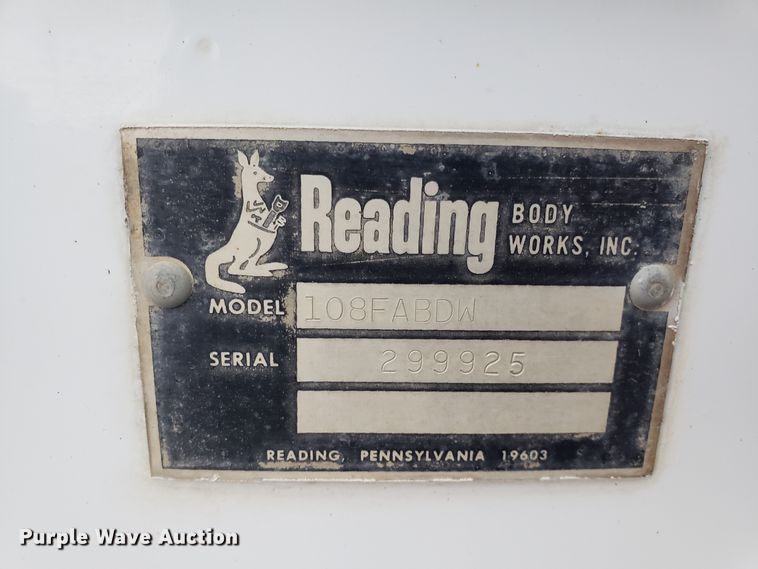 Reading BODY WORKS, INC.
MODEL 108FABDW
SERIAL 299925
READING, PENNSYLVANIA 19603
Purple Wave Auction